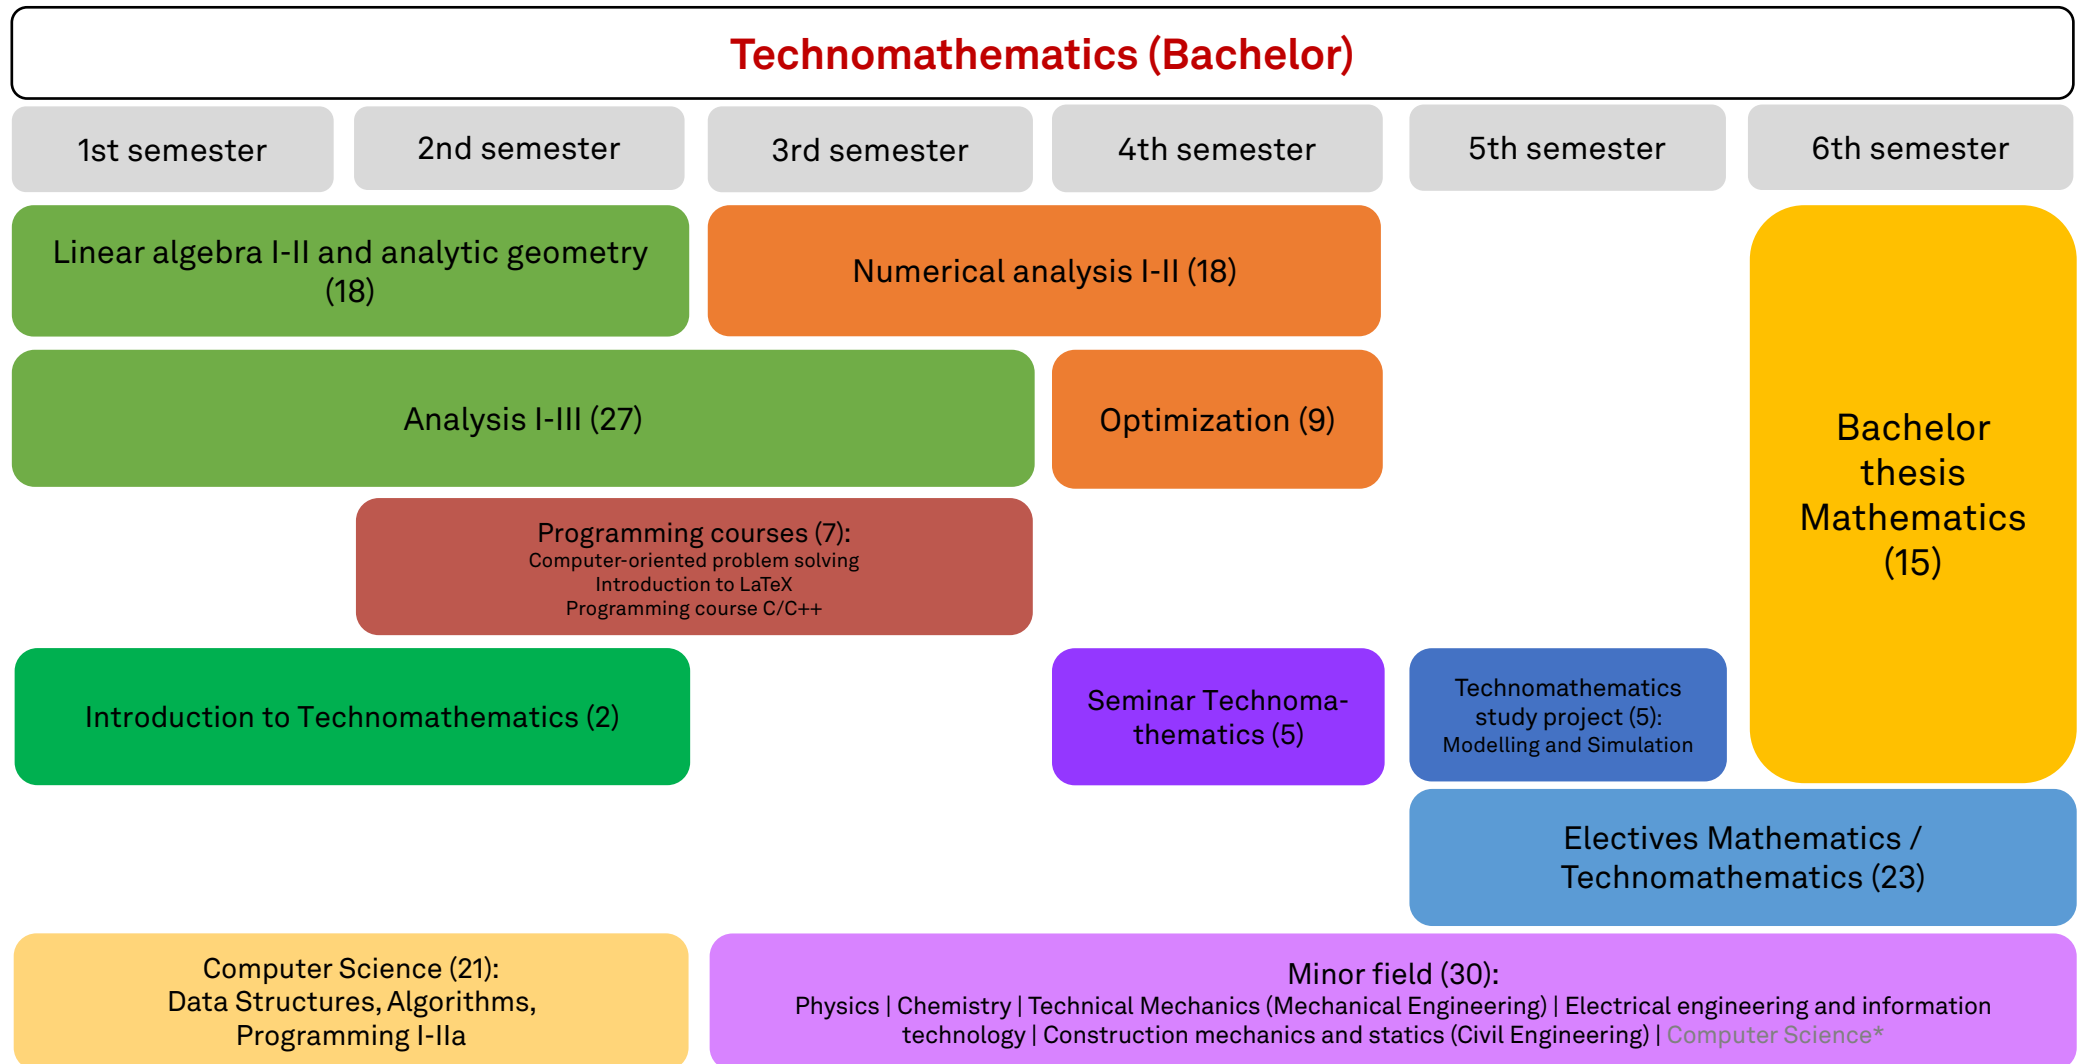 Technomathematics (Bachelor)
1st semester
2nd semester
3rd semester
4th semester
5th semester
6th semester
Linear algebra I-II and analytic geometry
(18)
Numerical analysis I-II (18)
Bachelor
thesis
Mathematics
(15)
Analysis I-III (27)
Optimization (9)
Programming courses (7):
Computer-oriented problem solving
Introduction to LaTeX
Programming course C/C++
Introduction to Technomathematics (2)
Seminar Technoma-
thematics (5)
Technomathematics
study project (5):
Modelling and Simulation
Electives Mathematics /
Technomathematics (23)
Computer Science (21):
Data Structures, Algorithms,
Programming I-IIa
Minor field (30):
Physics | Chemistry | Technical Mechanics (Mechanical Engineering) | Electrical engineering and information
technology | Construction mechanics and statics (Civil Engineering) | Computer Science*